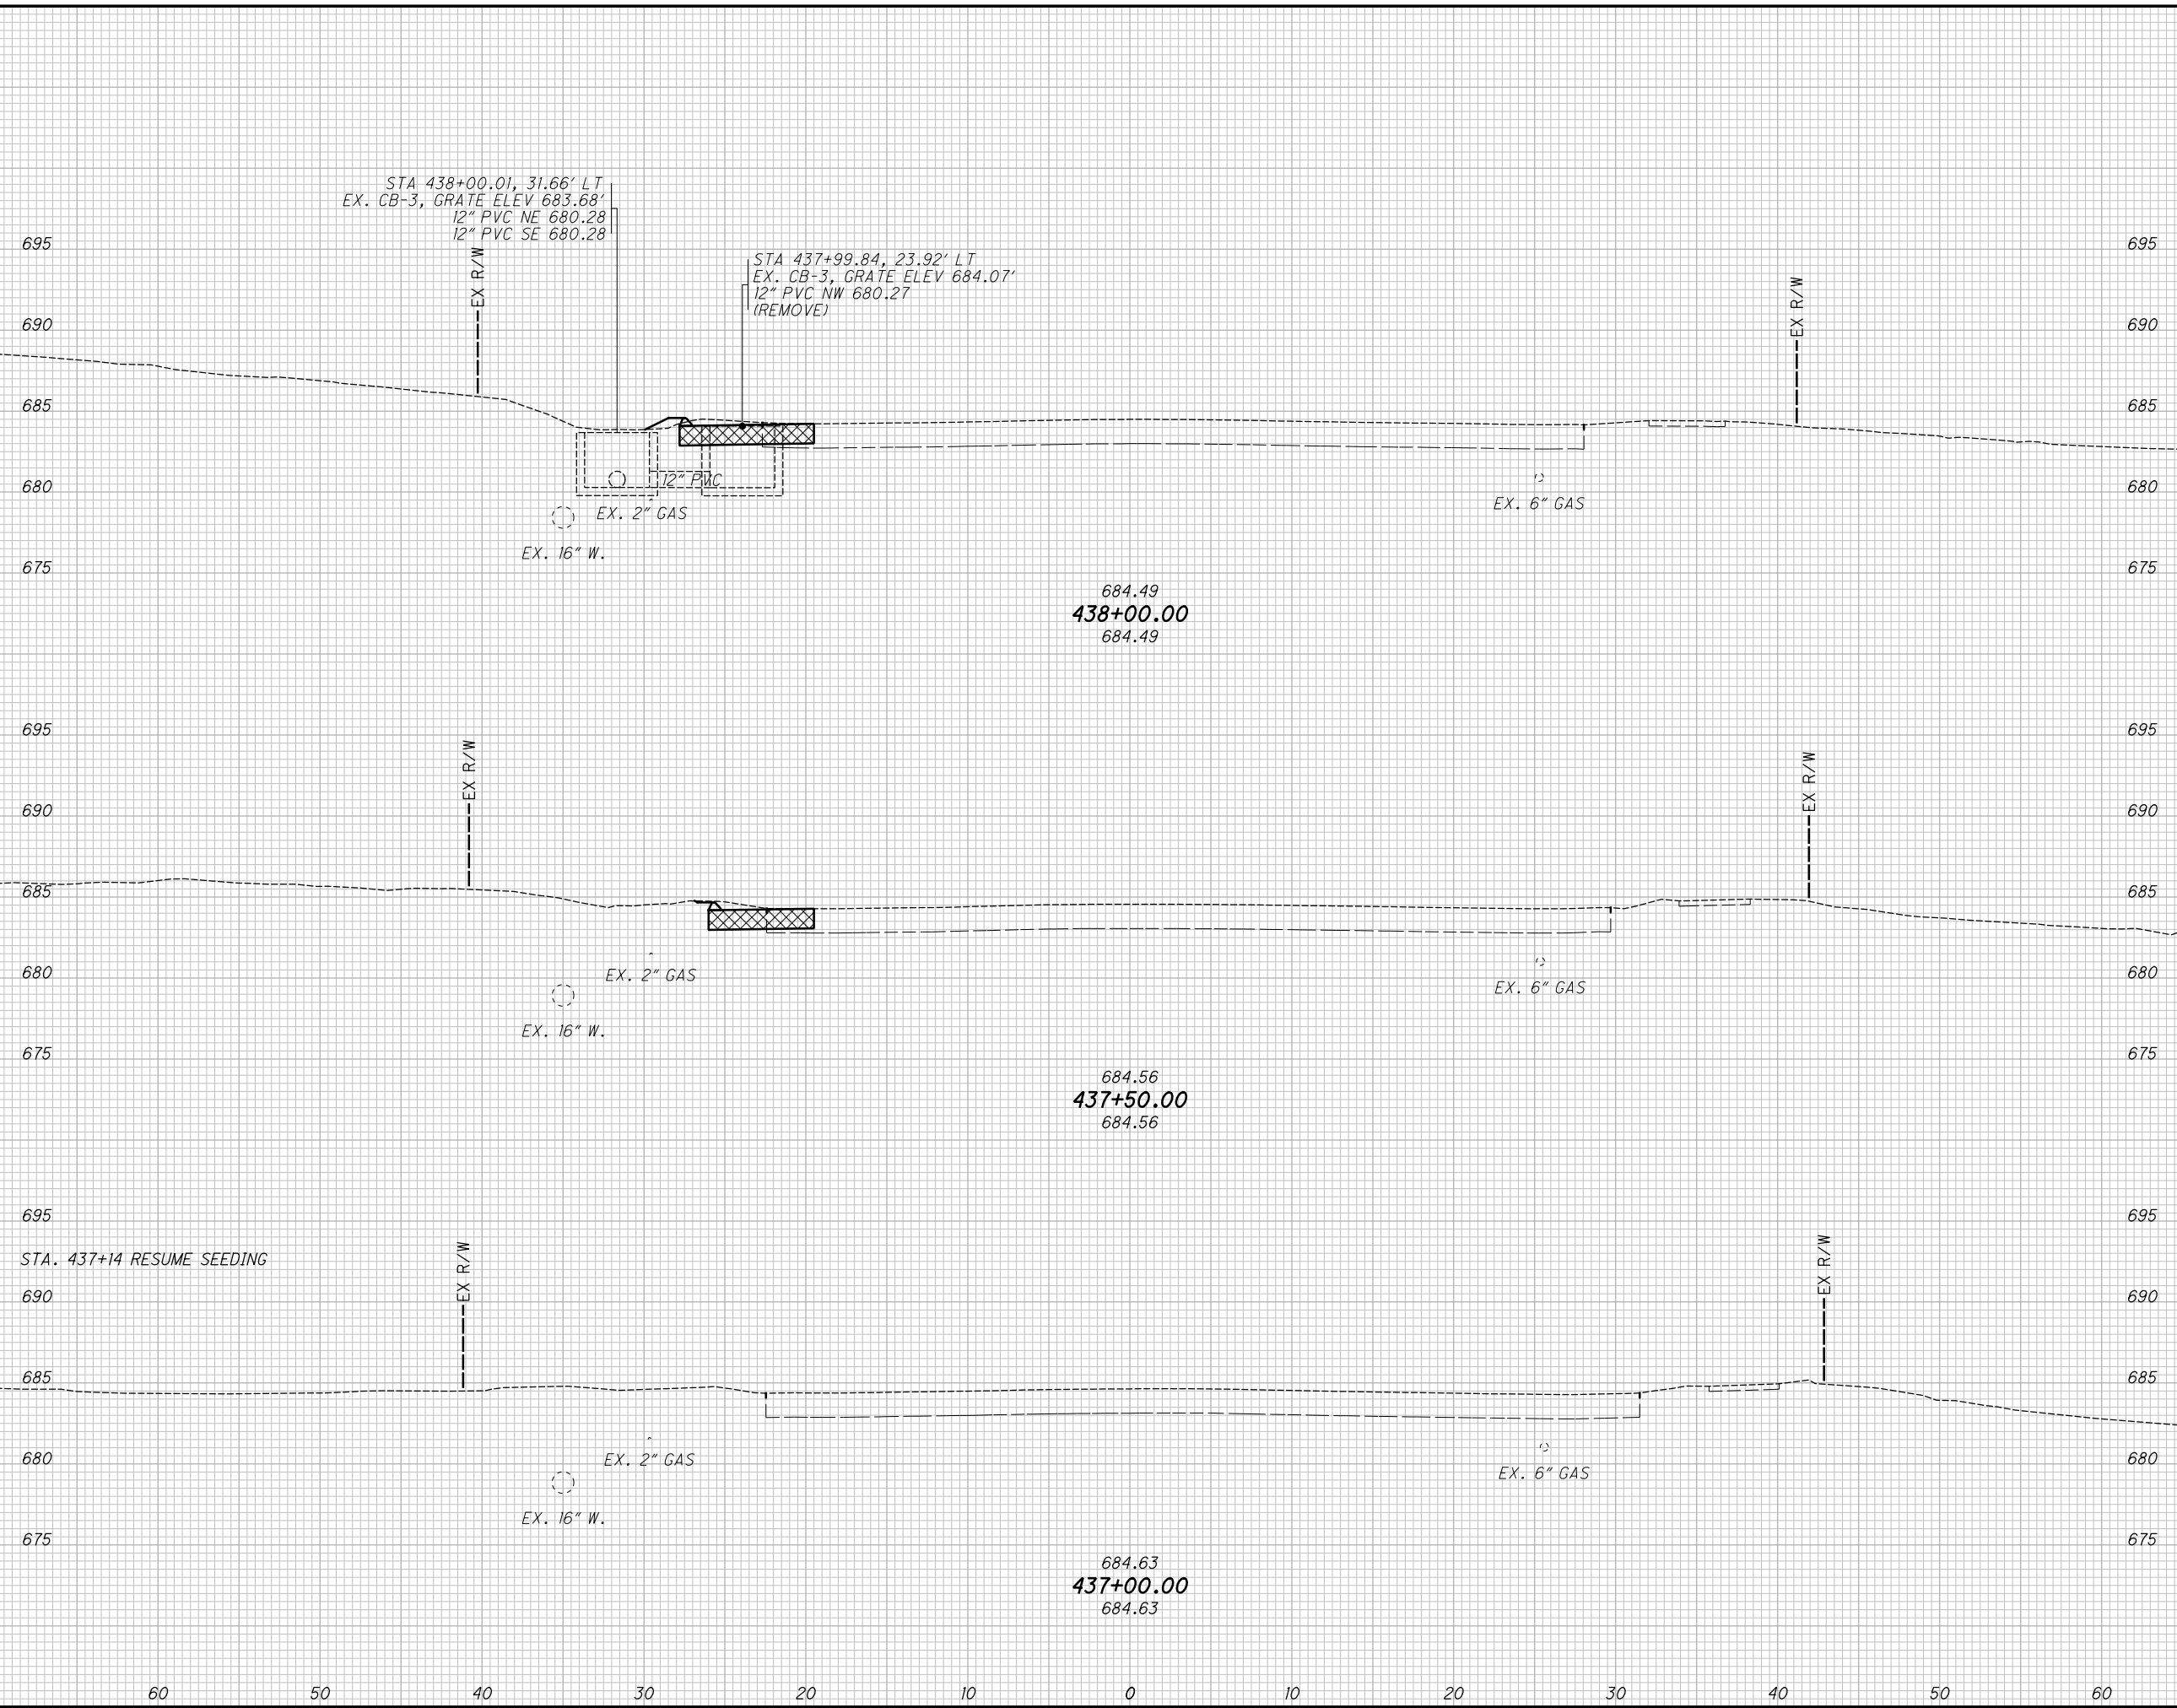 STA 438+00.01, 31.66' LT
EX. CB-3, GRATE ELEV 683.68'
12" PVC NE 680.28
12" PVC SE 680.28
STA 437+99.84, 23.92' LT
EX. CB-3, GRATE ELEV 684.07'
12" PVC NW 680.27
(REMOVE)
695
695
EX R/W
EX R/W
690
690
685
685
680
12" PVC
680
EX. 2" GAS
EX. 6" GAS
EX. 16" W.
675
675
684.49
438+00.00
684.49
695
695
EX R/W
EX R/W
690
690
685
685
680
EX. 2" GAS
680
EX. 6" GAS
EX. 16" W.
675
675
684.56
437+50.00
684.56
695
695
STA. 437+14 RESUME SEEDING
EX R/W
EX R/W
690
690
685
685
680
EX. 2" GAS
680
EX. 6" GAS
EX. 16" W.
675
675
684.63
437+00.00
684.63
60 50 40 30 20 10 0 10 20 30 40 50 60